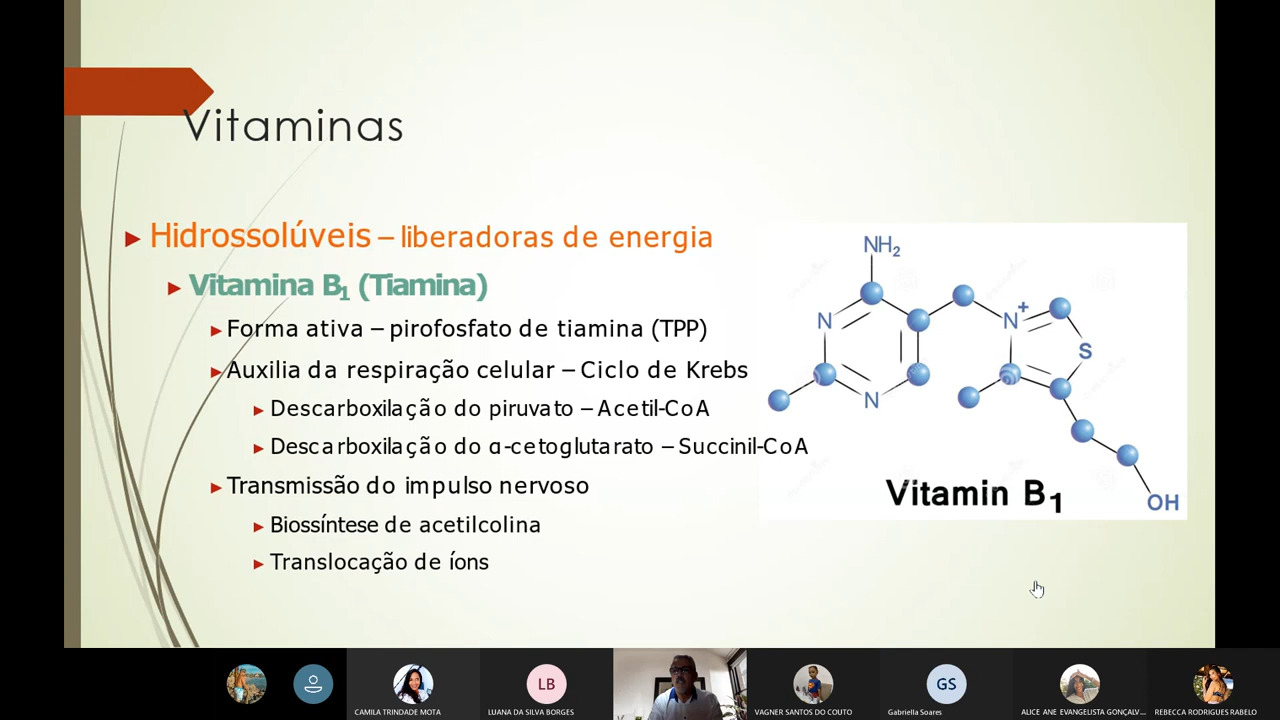 Vitaminas
Hidrossolúveis – liberadoras de energia
Vitamina B1 (Tiamina)
Forma ativa – pirofosfato de tiamina (TPP)
Auxilia da respiração celular – Ciclo de Krebs
Descarboxilação do piruvato – Acetil-CoA
Descarboxilação do α-cetoglutarato – Succinil-CoA
Transmissão do impulso nervoso
Biossíntese de acetilcolina
Translocação de íons
NH2
N
N
N+
S
OH
Vitamin B1
LB
GS
CAMILA TRINDADE MOTA
LUANA DA SILVA BORGES
VAGNER SANTOS DO COUTO
Gabriella Soares
ALICE ANE EVANGELISTA GONÇALV...
REBECCA RODRIGUES RABELO